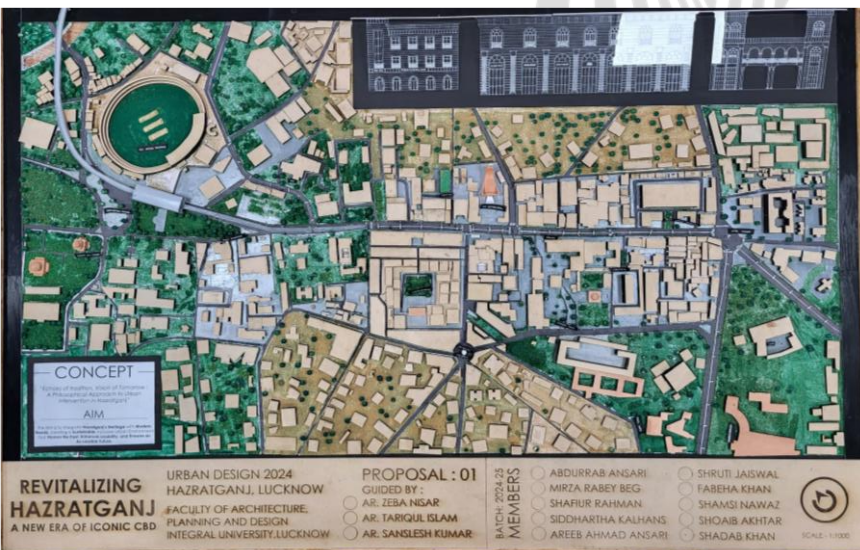 CONCEPT
AIM
REVITALIZING
HAZRATGANJ
A NEW ERA OF ICONIC CBD
URBAN DESIGN 2024
HAZRATGANJ, LUCKNOW
FACULTY OF ARCHITECTURE,
PLANNING AND DESIGN
INTEGRAL UNIVERSITY, LUCKNOW
PROPOSAL : 01
GUIDED BY :
AR. ZEBA NISAR
AR. TARIQUL ISLAM
AR. SANSLESH KUMAR
BATCH: 2024-25
MEMBERS
ABDURRAB ANSARI
MIRZA RABEY BEG
SHAFIUR RAHMAN
SIDDHARTHA KALHANS
AREEB AHMAD ANSARI
SHRUTI JAISWAL
FABEHA KHAN
SHAMSI NAWAZ
SHOAIB AKHTAR
SHADAB KHAN
SCALE - 1:1000